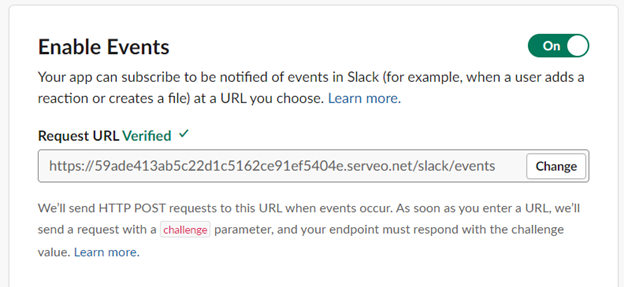 Enable Events
On
Your app can subscribe to be notified of events in Slack (for example, when a user adds a
reaction or creates a file) at a URL you choose. Learn more.
Request URL Verified ✓
https://59ade413ab5c22d1c5162ce91ef5404e.serveo.net/slack/events
Change
We’ll send HTTP POST requests to this URL when events occur. As soon as you enter a URL, we’ll
send a request with a challenge parameter, and your endpoint must respond with the challenge
value. Learn more.